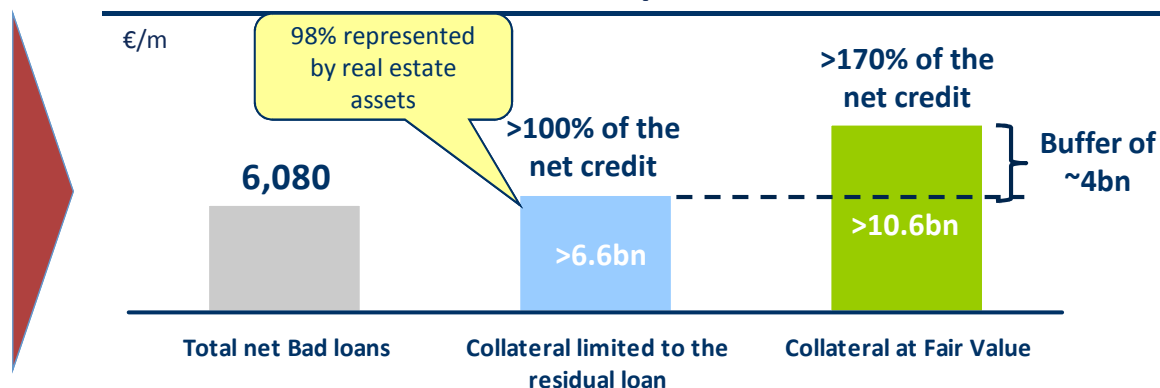 €/m
98% represented
by real estate
assets
>170% of the
net credit
>100% of the
net credit
6,080
Buffer of
~4bn
>6.6bn
>10.6bn
Total net Bad loans
Collateral limited to the
residual loan
Collateral at Fair Value